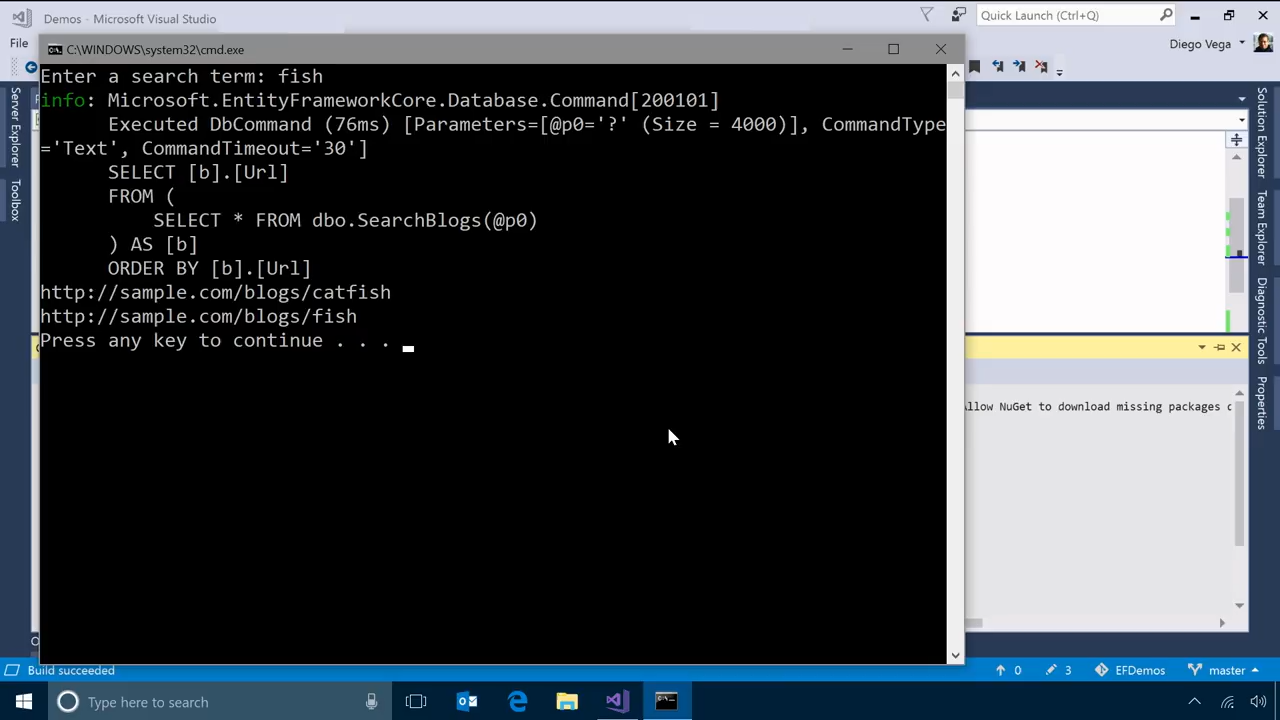 Demos - Microsoft Visual Studio
Quick Launch (Ctrl+Q)
File
Diego Vega
C:\WINDOWS\system32\cmd.exe
Enter a search term: fish
info: Microsoft.EntityFrameworkCore.Database.Command[200101]
Executed DbCommand (76ms) [Parameters=[@p0='?' (Size = 4000)], CommandType
='Text', CommandTimeout='30']
SELECT [b].[Url]
FROM (
SELECT * FROM dbo.SearchBlogs(@p0)
) AS [b]
ORDER BY [b].[Url]
http://sample.com/blogs/catfish
http://sample.com/blogs/fish
Press any key to continue . . .
Server Explorer
Toolbox
Solution Explorer
Team Explorer
Diagnostic Tools
Properties
Allow NuGet to download missing packages
Build succeeded
0
3
EFDemos
master
Type here to search